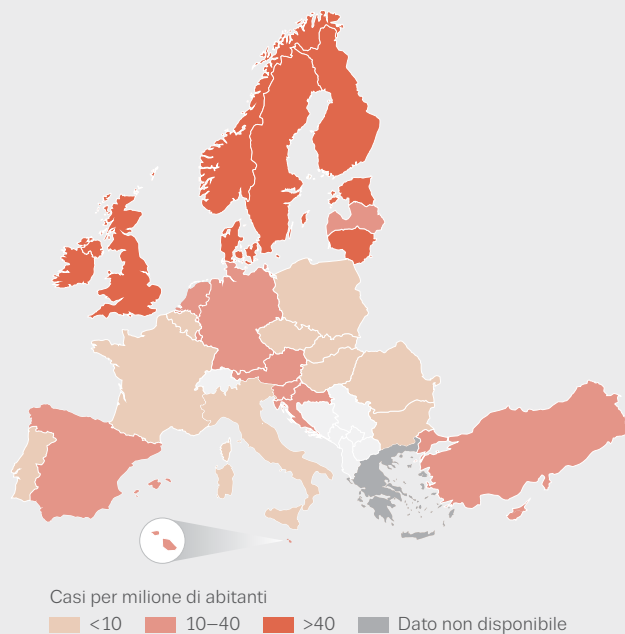 Casi per milione di abitanti
<10 10–40 >40 Dato non disponibile